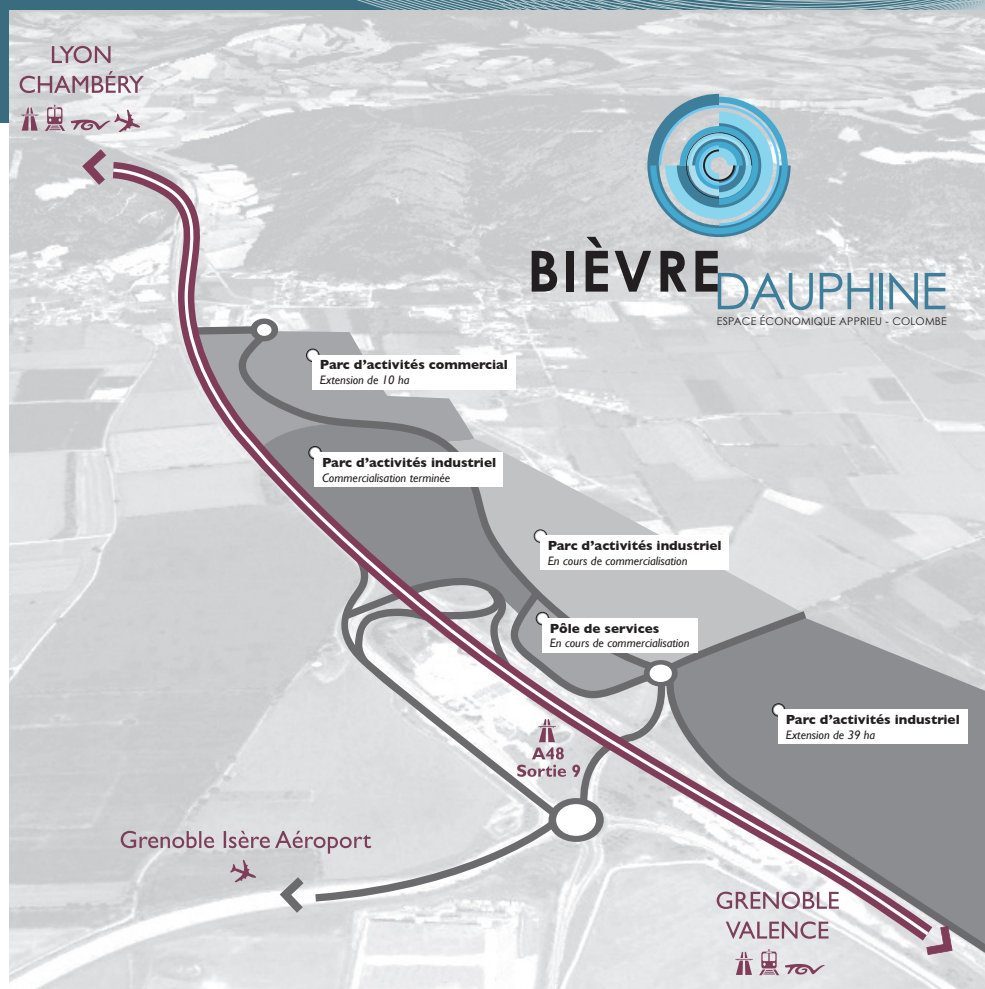 LYON
CHAMBÉRY
TGV
BIÈVRE
DAUPHINE
ESPACE ÉCONOMIQUE APPRIEU - COLOMBE
Parc d'activités commercial
Extension de 10 ha
Parc d'activités industriel
Commercialisation terminée
Parc d'activités industriel
En cours de commercialisation
Pôle de services
En cours de commercialisation
Parc d'activités industriel
Extension de 39 ha
A48
Sortie 9
Grenoble Isère Aéroport
GRENOBLE
VALENCE
TGV